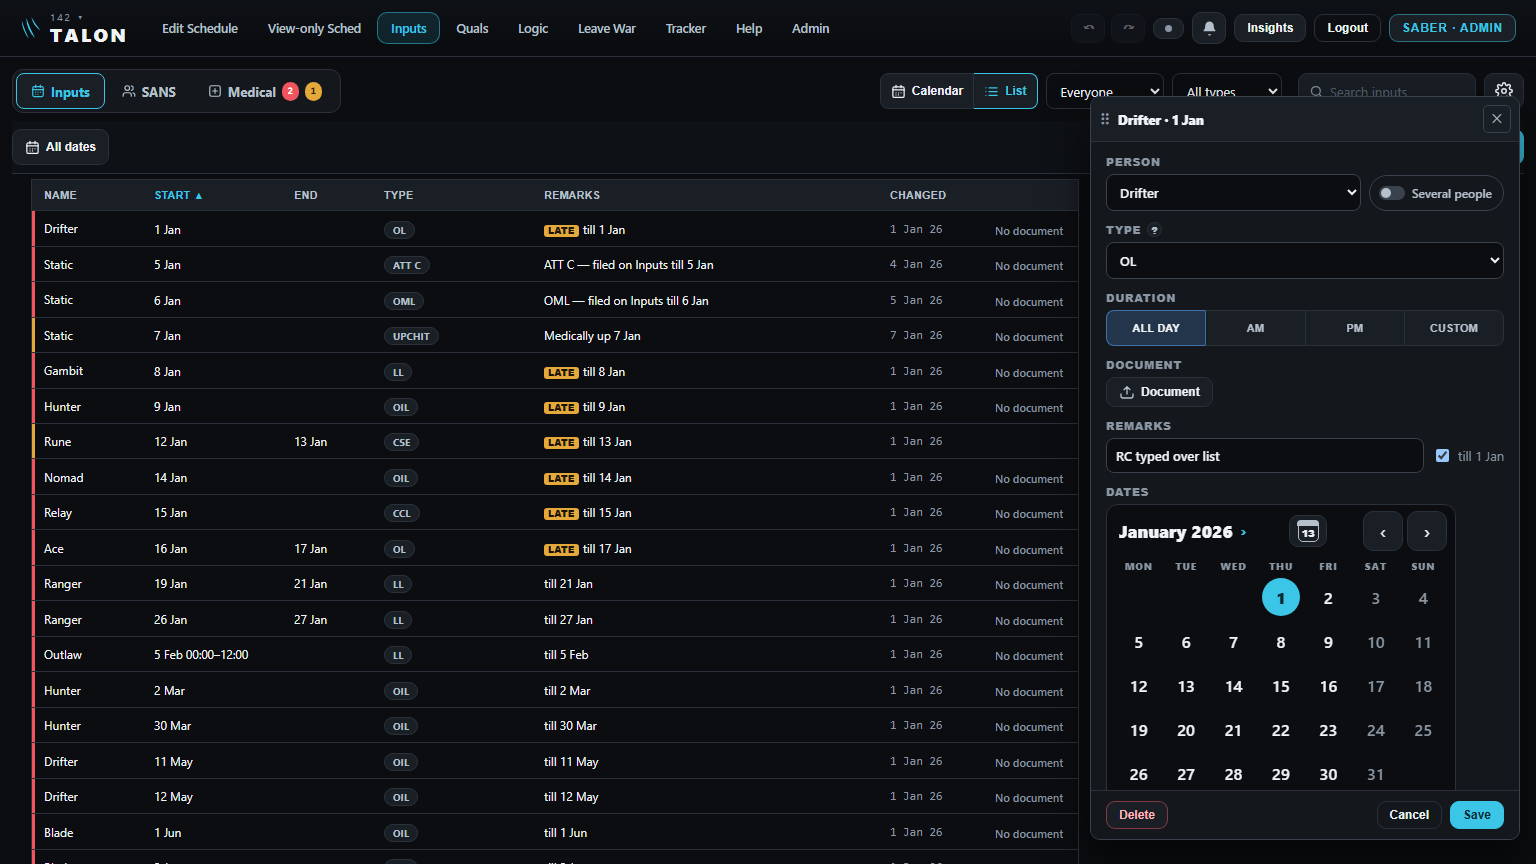 142 ▾
TALON
Edit Schedule
View-only Sched
Inputs
Quals
Logic
Leave War
Tracker
Help
Admin
Insights
Logout
SABER · ADMIN
Inputs
SANS
Medical 2 1
Calendar
List
Everyone
All types
Search inputs
All dates
NAME START ▲ END TYPE REMARKS CHANGED
Drifter 1 Jan OL LATE till 1 Jan 1 Jan 26 No document
Static 5 Jan ATT C ATT C — filed on Inputs till 5 Jan 4 Jan 26 No document
Static 6 Jan OML OML — filed on Inputs till 6 Jan 5 Jan 26 No document
Static 7 Jan UPCHIT Medically up 7 Jan 7 Jan 26 No document
Gambit 8 Jan LL LATE till 8 Jan 1 Jan 26 No document
Hunter 9 Jan OIL LATE till 9 Jan 1 Jan 26 No document
Rune 12 Jan 13 Jan CSE LATE till 13 Jan 1 Jan 26
Nomad 14 Jan OIL LATE till 14 Jan 1 Jan 26 No document
Relay 15 Jan CCL LATE till 15 Jan 1 Jan 26 No document
Ace 16 Jan 17 Jan OL LATE till 17 Jan 1 Jan 26 No document
Ranger 19 Jan 21 Jan LL till 21 Jan 1 Jan 26 No document
Ranger 26 Jan 27 Jan LL till 27 Jan 1 Jan 26 No document
Outlaw 5 Feb 00:00–12:00 LL till 5 Feb 1 Jan 26 No document
Hunter 2 Mar OIL till 2 Mar 1 Jan 26 No document
Hunter 30 Mar OIL till 30 Mar 1 Jan 26 No document
Drifter 11 May OIL till 11 May 1 Jan 26 No document
Drifter 12 May OIL till 12 May 1 Jan 26 No document
Blade 1 Jun OIL till 1 Jun 1 Jan 26 No document
Drifter · 1 Jan
PERSON
Drifter
Several people
TYPE ?
OL
DURATION
ALL DAY AM PM CUSTOM
DOCUMENT
Document
REMARKS
RC typed over list
till 1 Jan
DATES
January 2026 ›
13
‹ ›
MON TUE WED THU FRI SAT SUN
1 2 3 4
5 6 7 8 9 10 11
12 13 14 15 16 17 18
19 20 21 22 23 24 25
26 27 28 29 30 31
Delete
Cancel
Save